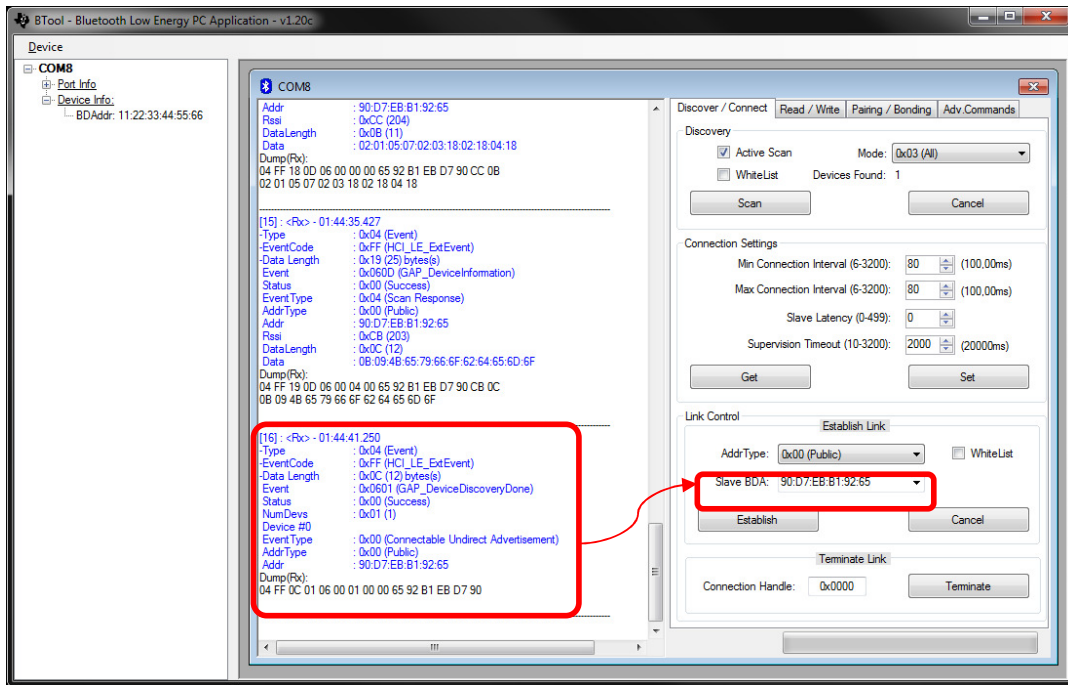 BTool - Bluetooth Low Energy PC Application - v1.20c
Device
COM8
Port Info
Device Info:
BDAddr: 11:22:33:44:55:66
COM8
Addr : 90:D7:EB:B1:92:65
Rssi : 0xCC (204)
DataLength : 0x0B (11)
Data : 02:01:05:07:02:03:18:02:18:04:18
Dump(Rx):
04 FF 18 0D 06 00 00 00 65 92 B1 EB D7 90 CC 0B
02 01 05 07 02 03 18 02 18 04 18
[15] : <Rx> - 01:44:35.427
-Type : 0x04 (Event)
-EventCode : 0xFF (HCI_LE_ExtEvent)
-Data Length : 0x19 (25) bytes(s)
Event : 0x060D (GAP_DeviceInformation)
Status : 0x00 (Success)
EventType : 0x04 (Scan Response)
AddrType : 0x00 (Public)
Addr : 90:D7:EB:B1:92:65
Rssi : 0xCB (203)
DataLength : 0x0C (12)
Data : 0B:09:4B:65:79:66:6F:62:64:65:6D:6F
Dump(Rx):
04 FF 19 0D 06 00 04 00 65 92 B1 EB D7 90 CB 0C
0B 09 4B 65 79 66 6F 62 64 65 6D 6F
[16] : <Rx> - 01:44:41.250
-Type : 0x04 (Event)
-EventCode : 0xFF (HCI_LE_ExtEvent)
-Data Length : 0x0C (12) bytes(s)
Event : 0x0601 (GAP_DeviceDiscoveryDone)
Status : 0x00 (Success)
NumDevs : 0x01 (1)
Device #0
EventType : 0x00 (Connectable Undirect Advertisement)
AddrType : 0x00 (Public)
Addr : 90:D7:EB:B1:92:65
Dump(Rx):
04 FF 0C 01 06 00 01 00 00 65 92 B1 EB D7 90
Discover / Connect Read / Write Pairing / Bonding Adv.Commands
Discovery
Active Scan Mode: 0x03 (All)
WhiteList Devices Found: 1
Scan Cancel
Connection Settings
Min Connection Interval (6-3200): 80 (100,00ms)
Max Connection Interval (6-3200): 80 (100,00ms)
Slave Latency (0-499): 0
Supervision Timeout (10-3200): 2000 (20000ms)
Get Set
Link Control
Establish Link
AddrType: 0x00 (Public) WhiteList
Slave BDA: 90:D7:EB:B1:92:65
Establish Cancel
Terminate Link
Connection Handle: 0x0000 Terminate